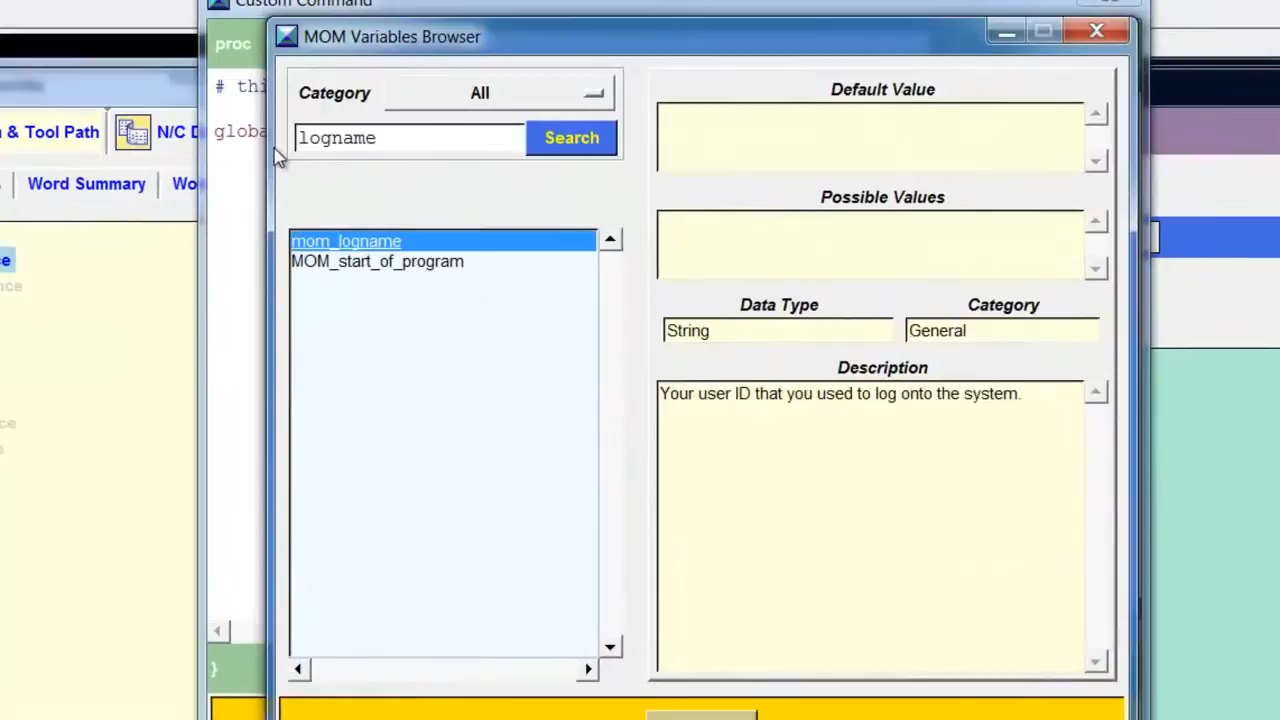 Custom Command
MOM Variables Browser
proc
# thi
globa
& Tool Path
N/C D
Word Summary
Wo
e
nce
ce
e
Category
All
logname
Search
mom_logname
MOM_start_of_program
Default Value
Possible Values
Data Type
Category
String
General
Description
Your user ID that you used to log onto the system.
}